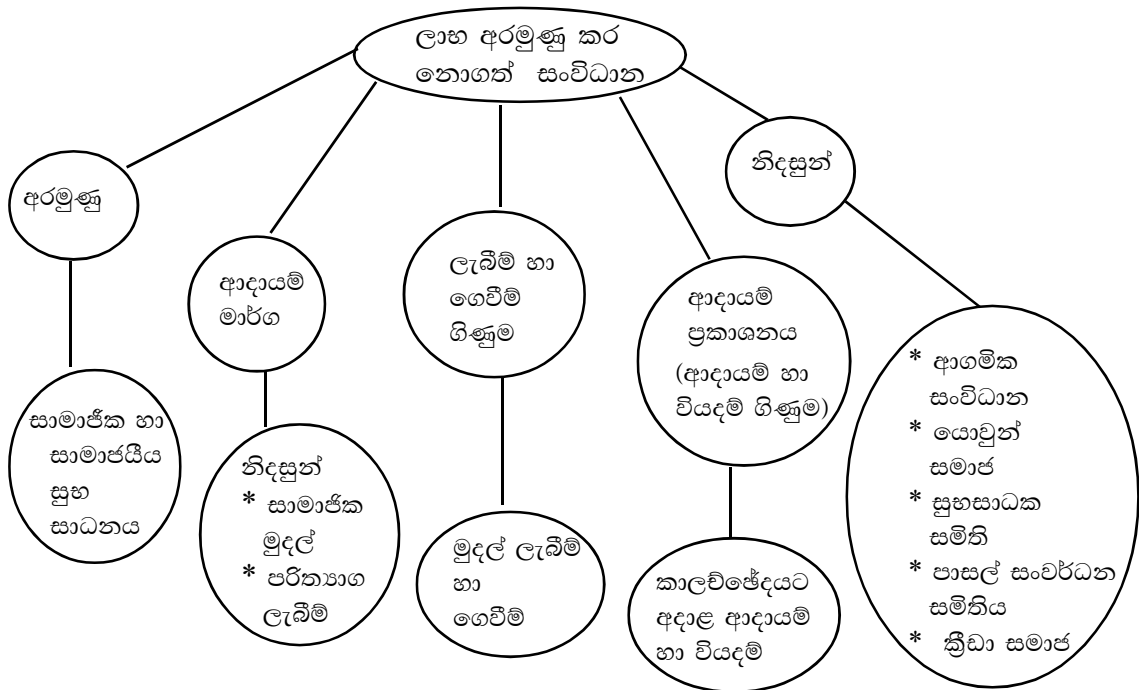 ලාභ අරමුණු කර
නොගත් සංවිධාන
අරමුණු
සාමාජීක හා
සාමාජයීය
සුභ
සාධනය
ආදායම්
මාර්ග
නිදසුන්
* සාමාජික
මුදල්
* පරිත්‍යාග
ලැබීම්
ලැබීම් හා
ගෙවීම්
ගිණුම
මුදල් ලැබීම්
හා
ගෙවීම්
ආදායම්
ප්‍රකාශනය
(ආදායම් හා
වියදම් ගිණුම)
කාලච්ඡේදයට
අදාළ ආදායම්
හා වියදම්
නිදසුන්
* ආගමික
සංවිධාන
* යොවුන්
සමාජ
* සුභසාධක
සමිති
* පාසල් සංවර්ධන
සමිතිය
* ක්‍රීඩා සමාජ